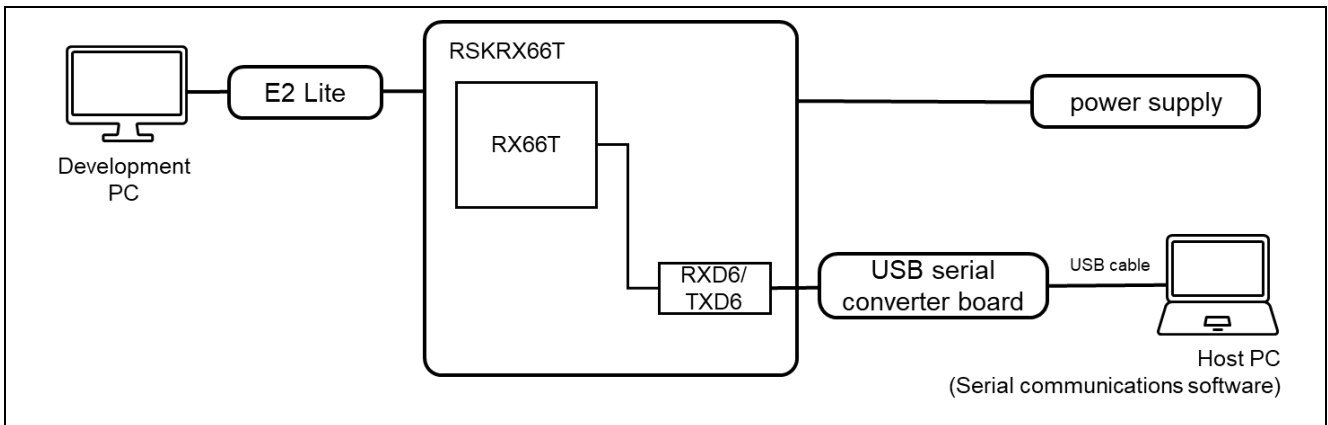 RSKRX66T
E2 Lite
power supply
RX66T
Development
PC
RXD6/
TXD6
USB serial
converter board
USB cable
Host PC
(Serial communications software)